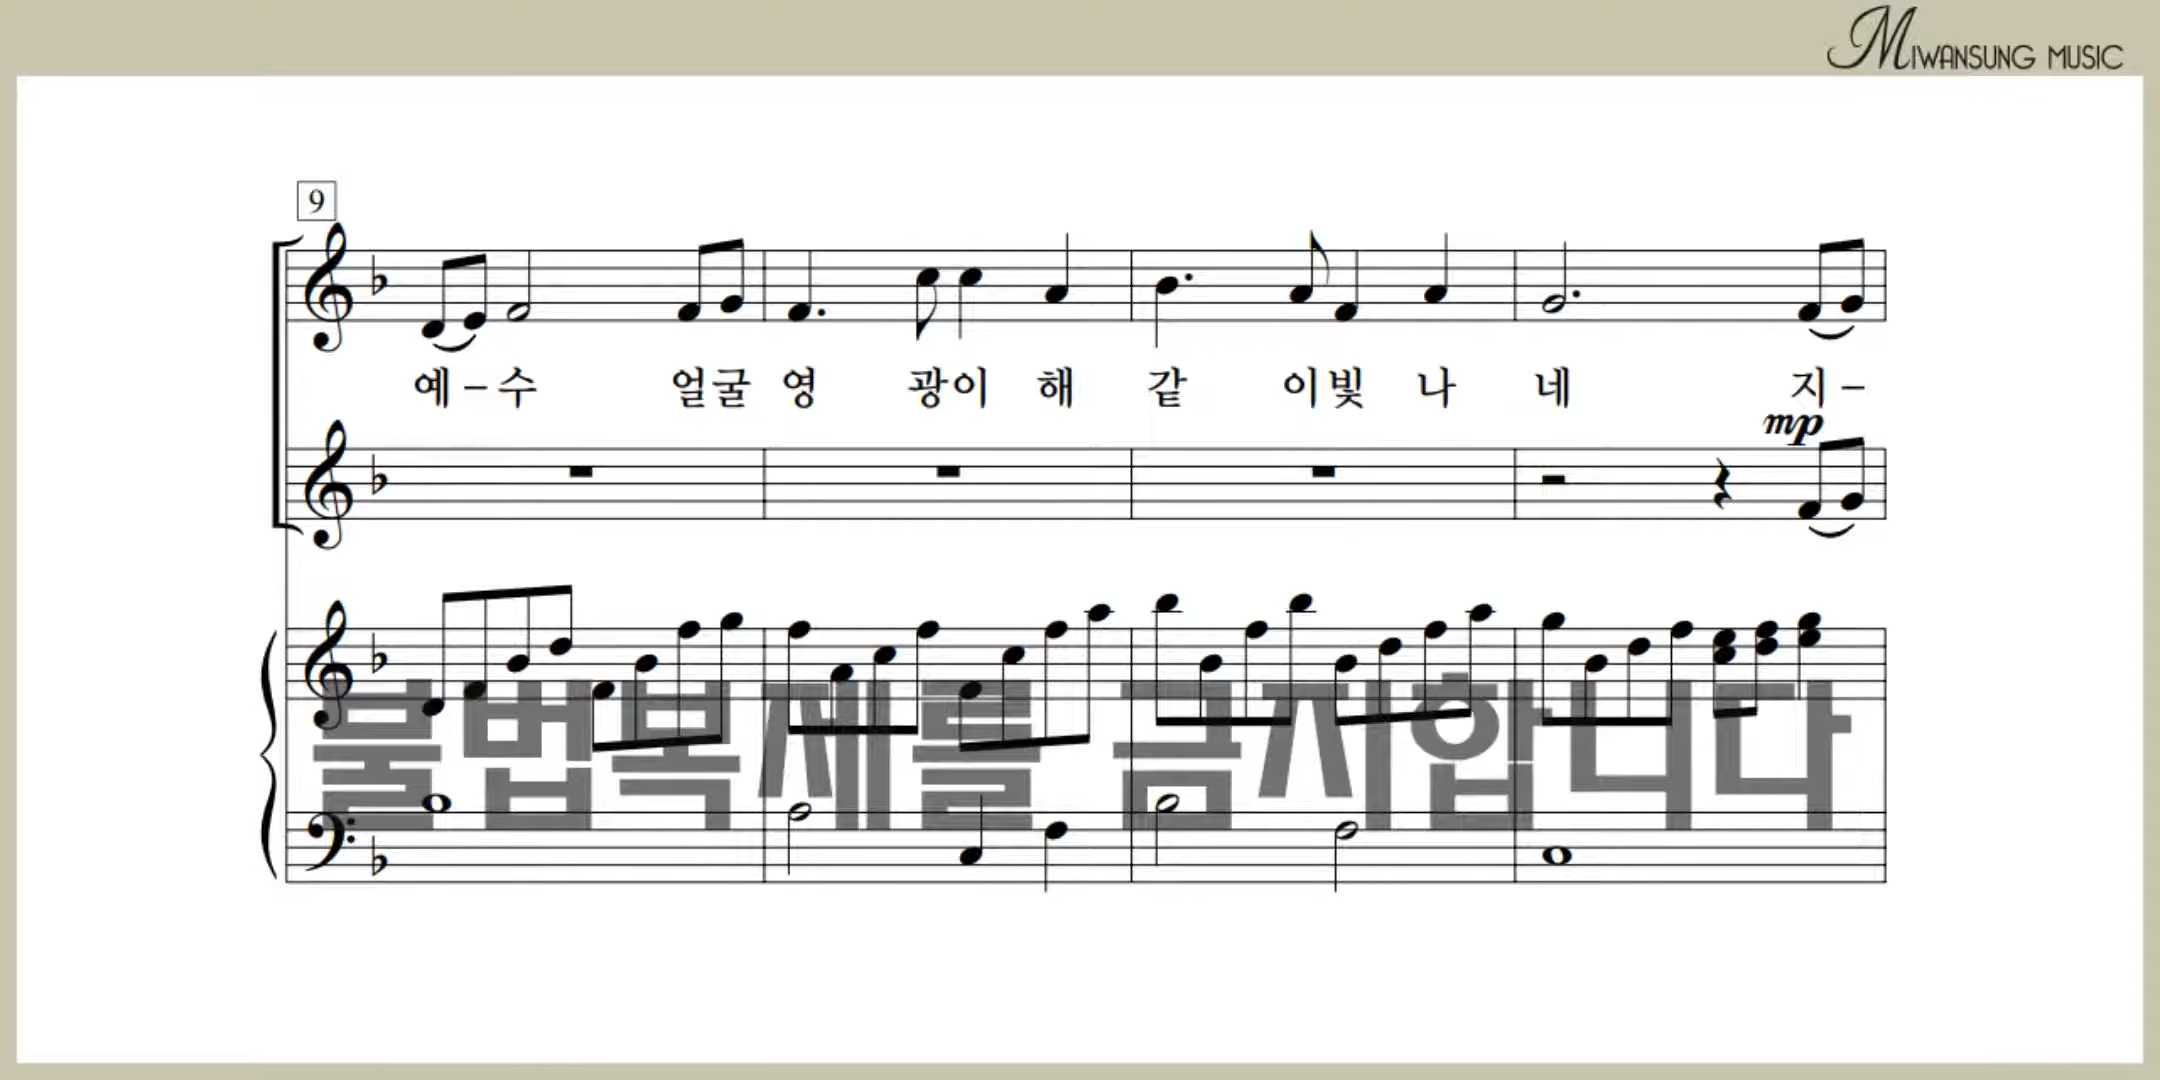 MIWANSUNG MUSIC
9
예 - 수 얼굴 영 광이 해 같 이빛 나 네 지 -
mp
불법복제를 금지합니다